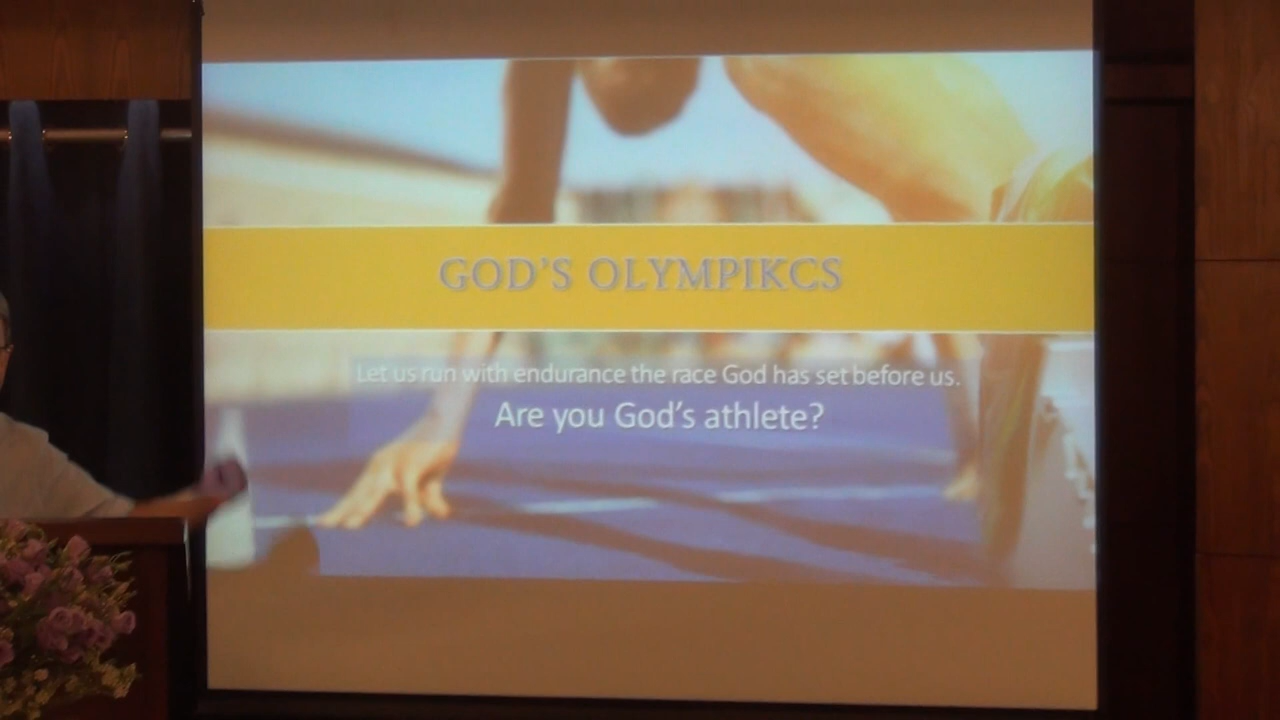 GOD'S OLYMPIKCS
Let us run with endurance the race God has set before us.
Are you God's athlete?